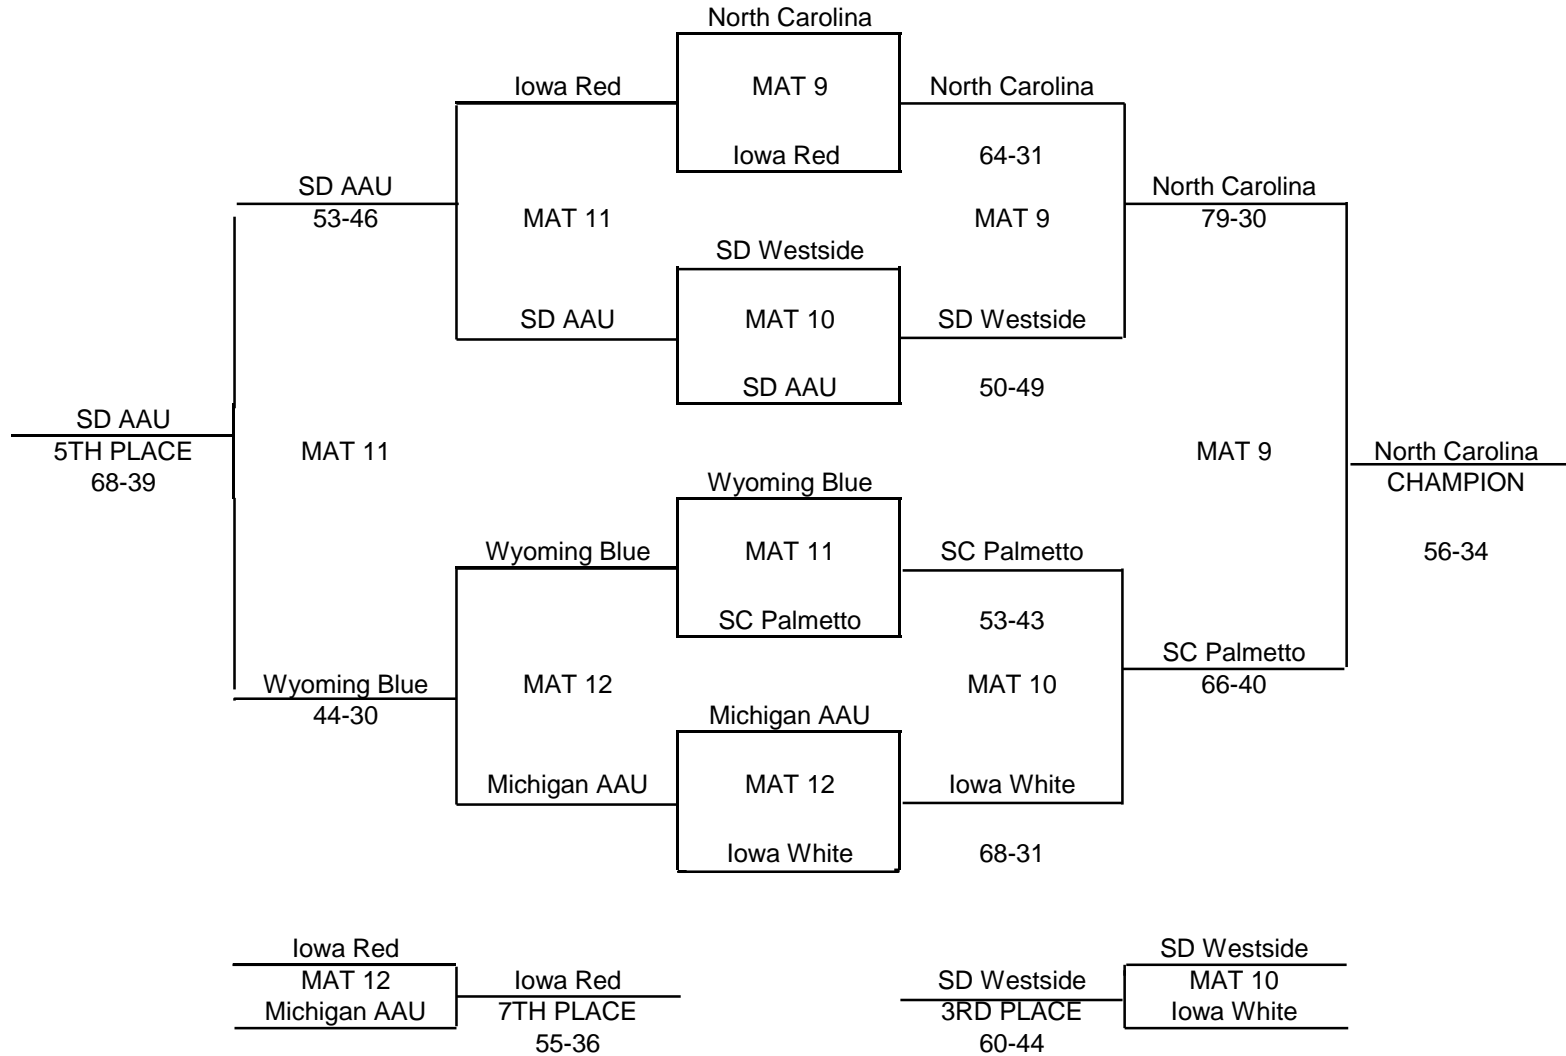 North Carolina
Iowa Red MAT 9 North Carolina
Iowa Red 64-31
SD AAU North Carolina
53-46 MAT 11 MAT 9 79-30
SD Westside
SD AAU MAT 10 SD Westside
SD AAU 50-49
SD AAU
5TH PLACE MAT 11 MAT 9 North Carolina
68-39 Wyoming Blue CHAMPION
Wyoming Blue MAT 11 SC Palmetto 56-34
SC Palmetto 53-43
SC Palmetto
Wyoming Blue MAT 12 MAT 10 66-40
44-30 Michigan AAU
Michigan AAU MAT 12 Iowa White
Iowa White 68-31
Iowa Red SD Westside
MAT 12 Iowa Red SD Westside MAT 10
Michigan AAU 7TH PLACE 3RD PLACE Iowa White
55-36 60-44